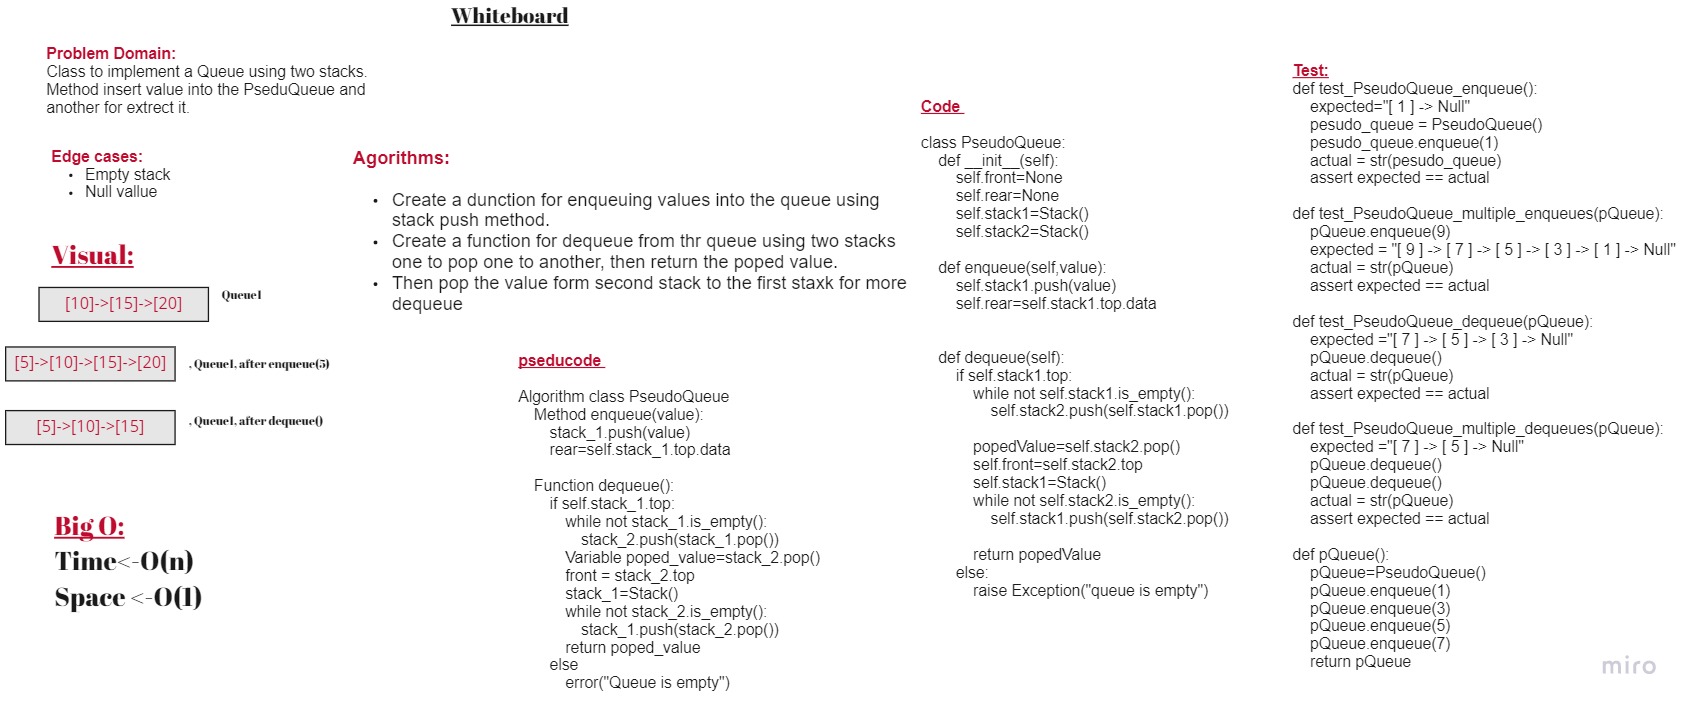 Whiteboard
Problem Domain:
Class to implement a Queue using two stacks.
Method insert value into the PseduQueue and
another for extrect it.
Edge cases:
• Empty stack
• Null vallue
Visual:
[10]->[15]->[20]
Queue1
[5]->[10]->[15]->[20]
, Queue1, after enqueue(5)
[5]->[10]->[15]
, Queue1, after dequeue()
Big O:
Time<-O(n)
Space <-O(1)
Agorithms:
• Create a dunction for enqueuing values into the queue using
stack push method.
• Create a function for dequeue from thr queue using two stacks
one to pop one to another, then return the poped value.
• Then pop the value form second stack to the first staxk for more
dequeue
pseducode
Algorithm class PseudoQueue
Method enqueue(value):
stack_1.push(value)
rear=self.stack_1.top.data
Function dequeue():
if self.stack_1.top:
while not stack_1.is_empty():
stack_2.push(stack_1.pop())
Variable poped_value=stack_2.pop()
front = stack_2.top
stack_1=Stack()
while not stack_2.is_empty():
stack_1.push(stack_2.pop())
return poped_value
else
error("Queue is empty")
Code
class PseudoQueue:
def __init__(self):
self.front=None
self.rear=None
self.stack1=Stack()
self.stack2=Stack()
def enqueue(self,value):
self.stack1.push(value)
self.rear=self.stack1.top.data
def dequeue(self):
if self.stack1.top:
while not self.stack1.is_empty():
self.stack2.push(self.stack1.pop())
popedValue=self.stack2.pop()
self.front=self.stack2.top
self.stack1=Stack()
while not self.stack2.is_empty():
self.stack1.push(self.stack2.pop())
return popedValue
else:
raise Exception("queue is empty")
Test:
def test_PseudoQueue_enqueue():
expected="[ 1 ] -> Null"
pesudo_queue = PseudoQueue()
pesudo_queue.enqueue(1)
actual = str(pesudo_queue)
assert expected == actual
def test_PseudoQueue_multiple_enqueues(pQueue):
pQueue.enqueue(9)
expected = "[ 9 ] -> [ 7 ] -> [ 5 ] -> [ 3 ] -> [ 1 ] -> Null"
actual = str(pQueue)
assert expected == actual
def test_PseudoQueue_dequeue(pQueue):
expected ="[ 7 ] -> [ 5 ] -> [ 3 ] -> Null"
pQueue.dequeue()
actual = str(pQueue)
assert expected == actual
def test_PseudoQueue_multiple_dequeues(pQueue):
expected ="[ 7 ] -> [ 5 ] -> Null"
pQueue.dequeue()
pQueue.dequeue()
actual = str(pQueue)
assert expected == actual
def pQueue():
pQueue=PseudoQueue()
pQueue.enqueue(1)
pQueue.enqueue(3)
pQueue.enqueue(5)
pQueue.enqueue(7)
return pQueue
miro